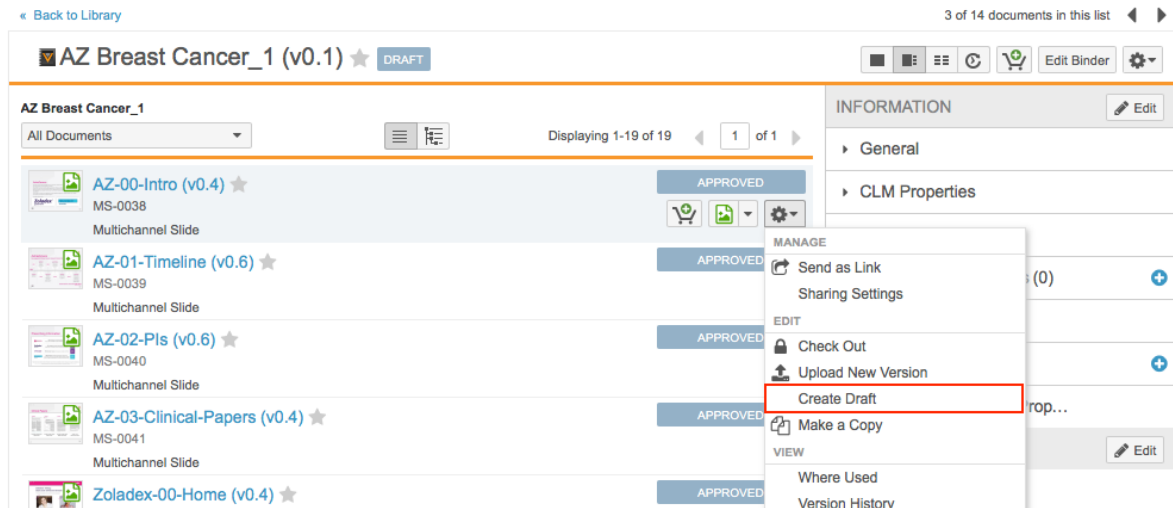 « Back to Library
3 of 14 documents in this list
AZ Breast Cancer_1 (v0.1)
DRAFT
Edit Binder
AZ Breast Cancer_1
All Documents
Displaying 1-19 of 19
1
of 1
INFORMATION
Edit
General
CLM Properties
AZ-00-Intro (v0.4)
MS-0038
Multichannel Slide
APPROVED
AZ-01-Timeline (v0.6)
MS-0039
Multichannel Slide
APPROVED
AZ-02-PIs (v0.6)
MS-0040
Multichannel Slide
APPROVED
AZ-03-Clinical-Papers (v0.4)
MS-0041
Multichannel Slide
APPROVED
Zoladex-00-Home (v0.4)
APPROVED
MANAGE
Send as Link
Sharing Settings
EDIT
Check Out
Upload New Version
Create Draft
Make a Copy
VIEW
Where Used
Version History
(0)
rop...
Edit